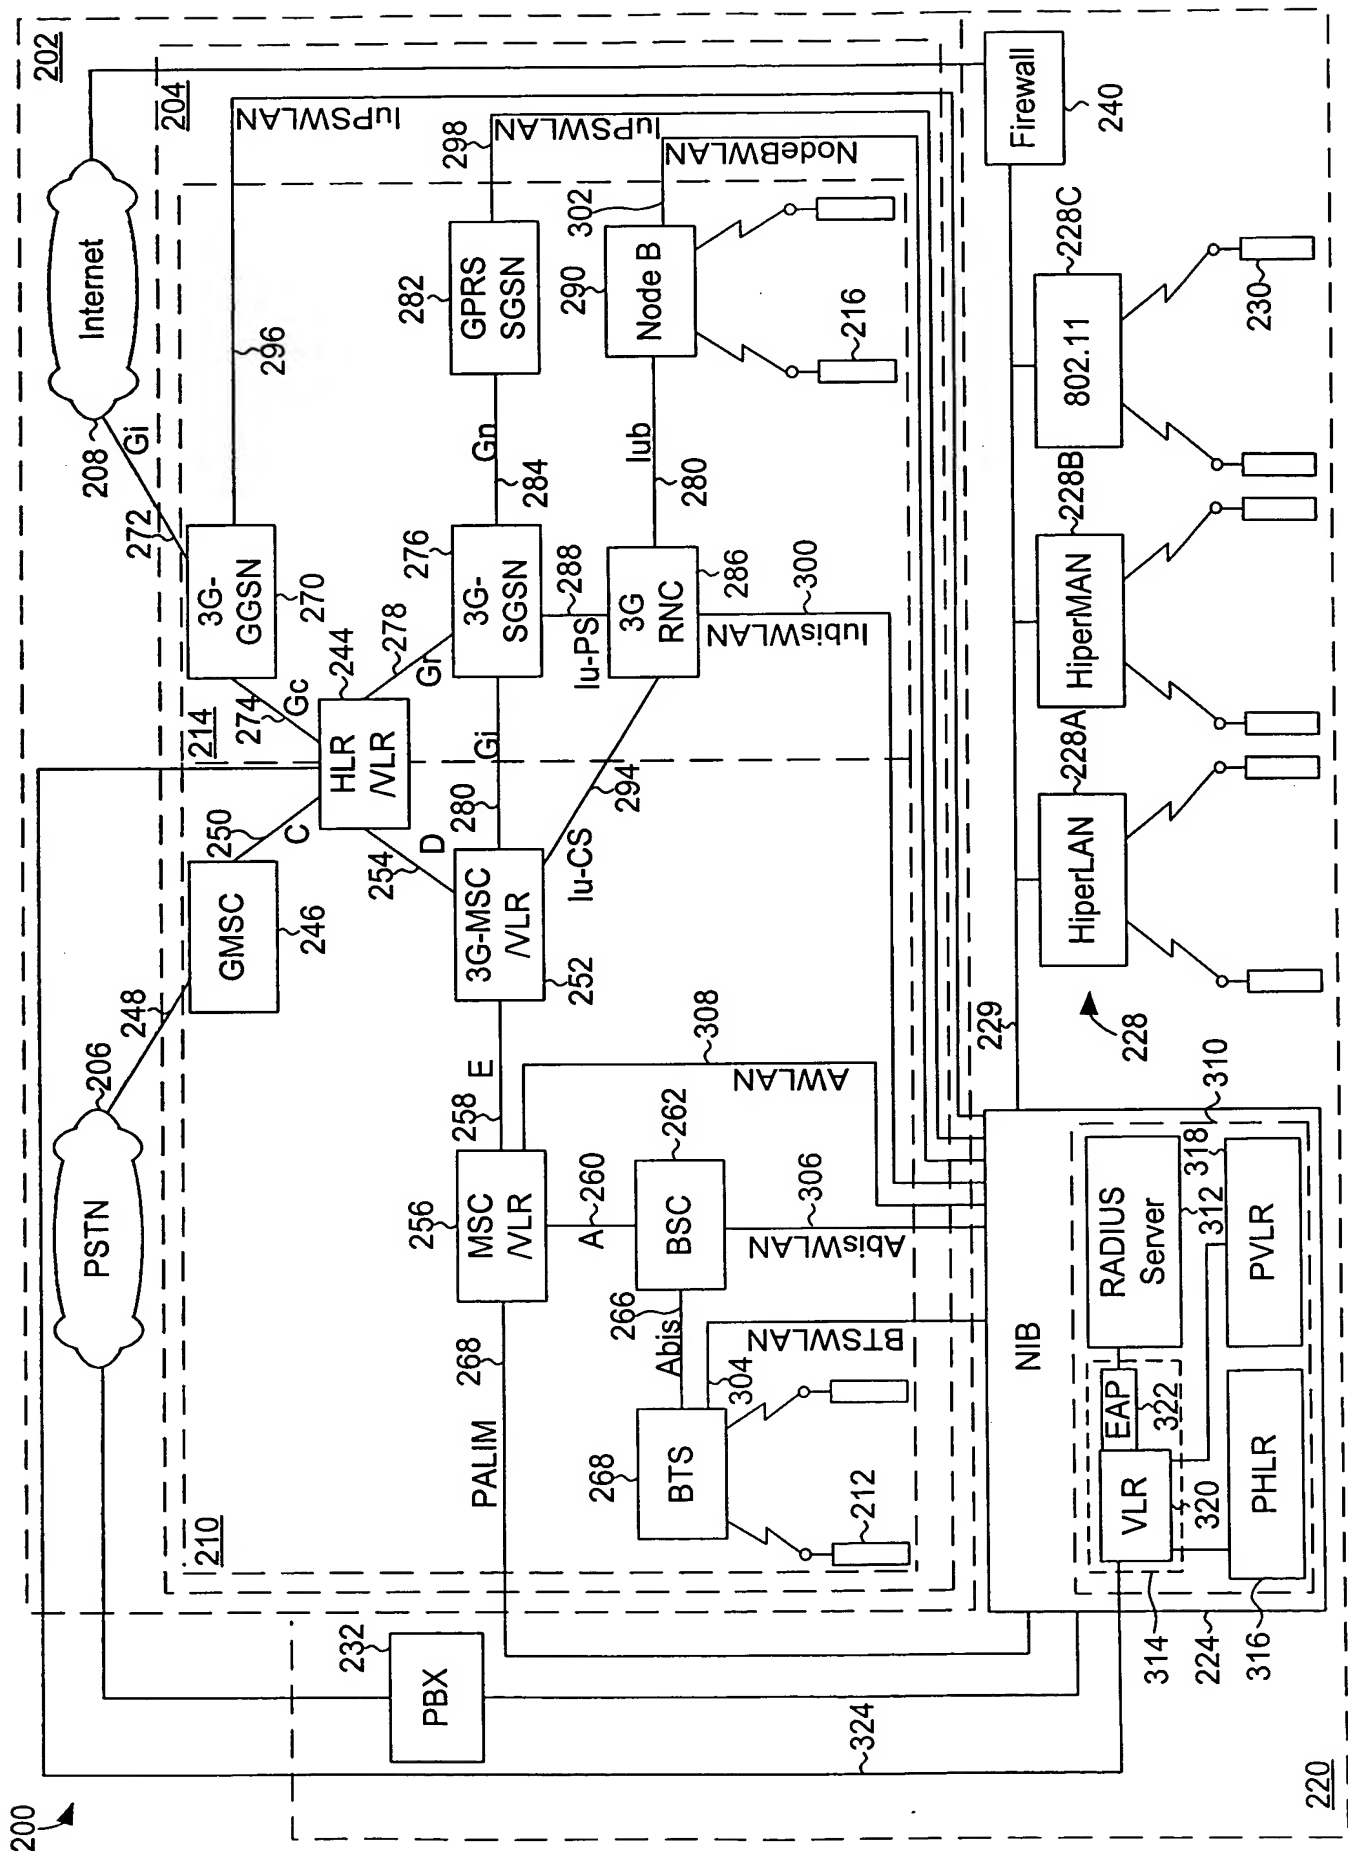 200
202
204
PSTN
206
Internet
208
Gi
272
248
210
214
GMSC
246
250
C
3G-
GGSN
270
274
Gc
296
IuPSWLAN
HLR
/VLR
244
254
D
278
Gr
PBX
232
PALIM
268
MSC
/VLR
256
258
E
3G-MSC
/VLR
252
280
Gi
3G-
SGSN
276
284
Gn
GPRS
SGSN
282
298
IuPSWLAN
A
260
308
AWLAN
Iu-CS
294
Iu-PS
288
BTS
268
Abis
266
BSC
262
3G
RNC
286
Iub
280
Node B
290
302
NodeBWLAN
304
BTSWLAN
306
AbisWLAN
300
IubisWLAN
212
216
324
NIB
229
Firewall
240
228
HiperLAN
228A
HiperMAN
228B
802.11
228C
230
VLR
320
EAP
322
RADIUS
Server
312
310
PHLR
316
PVLR
318
314
224
220